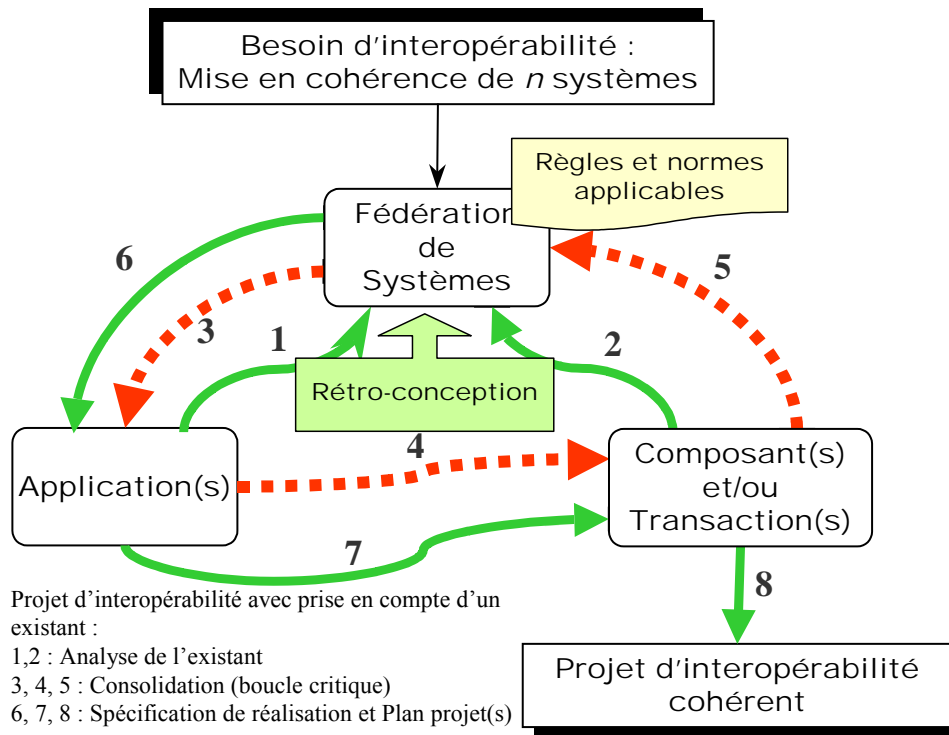 Besoin d'interopérabilité :
Mise en cohérence de n systèmes
Règles et normes
applicables
Fédération
de
Systèmes
6
5
3
1
2
Rétro-conception
4
Application(s)
Composant(s)
et/ou
Transaction(s)
7
8
Projet d'interopérabilité avec prise en compte d'un
existant :
1,2 : Analyse de l'existant
3, 4, 5 : Consolidation (boucle critique)
6, 7, 8 : Spécification de réalisation et Plan projet(s)
Projet d'interopérabilité
cohérent